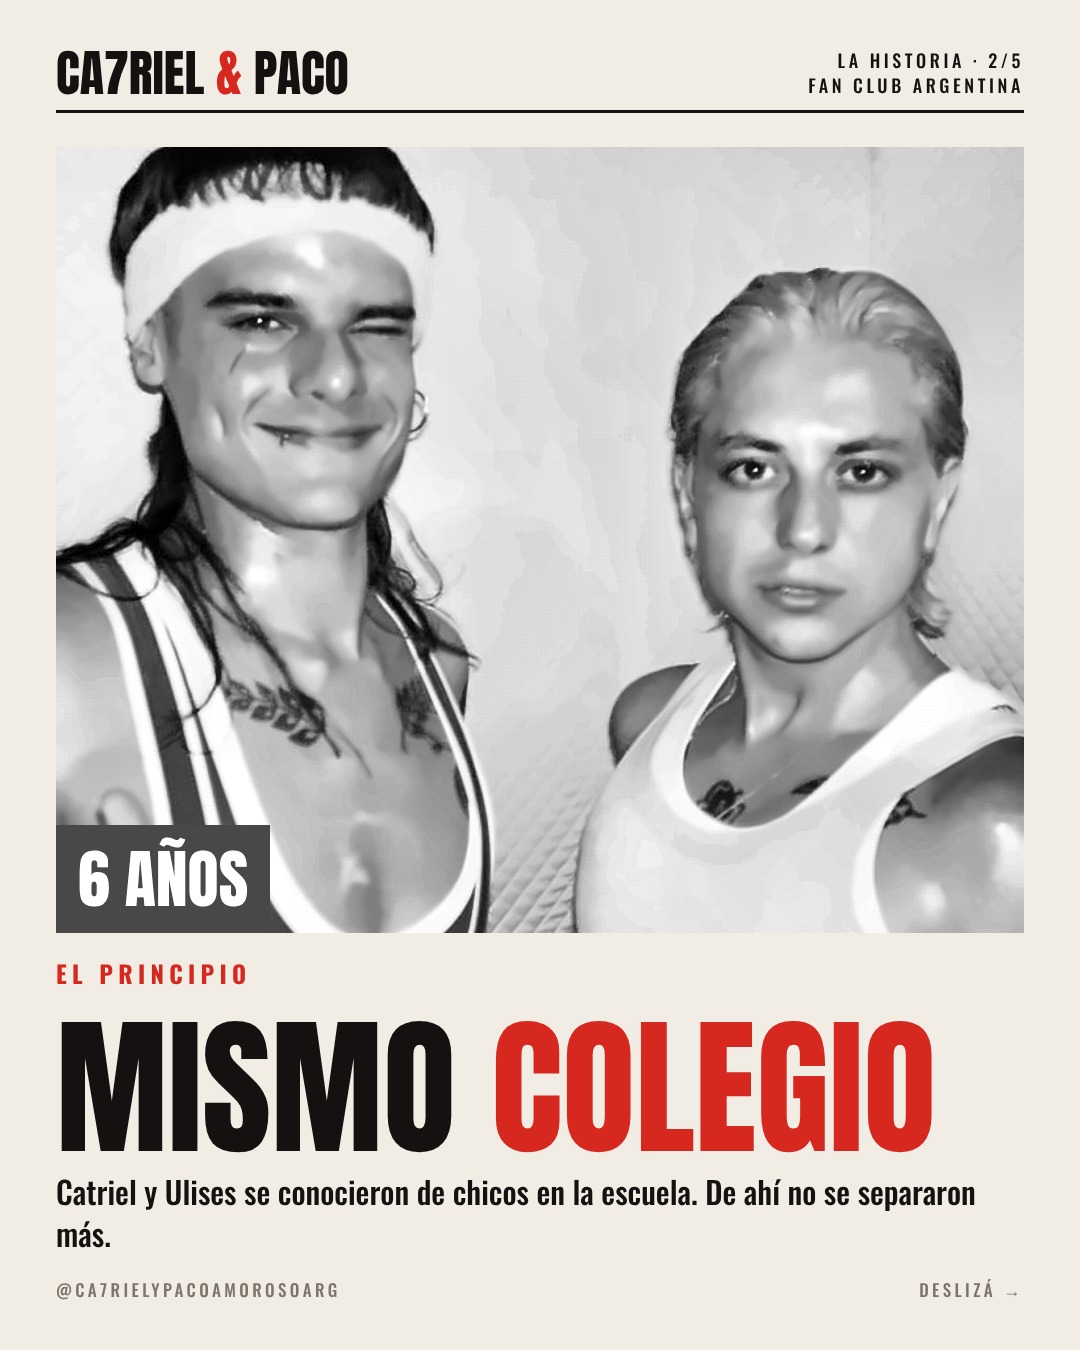 CA7RIEL & PACO
LA HISTORIA · 2/5
FAN CLUB ARGENTINA
6 AÑOS
EL PRINCIPIO
MISMO COLEGIO
Catriel y Ulises se conocieron de chicos en la escuela. De ahí no se separaron
más.
@CA7RIELYPACOAMOROSOARG
DESLIZÁ →